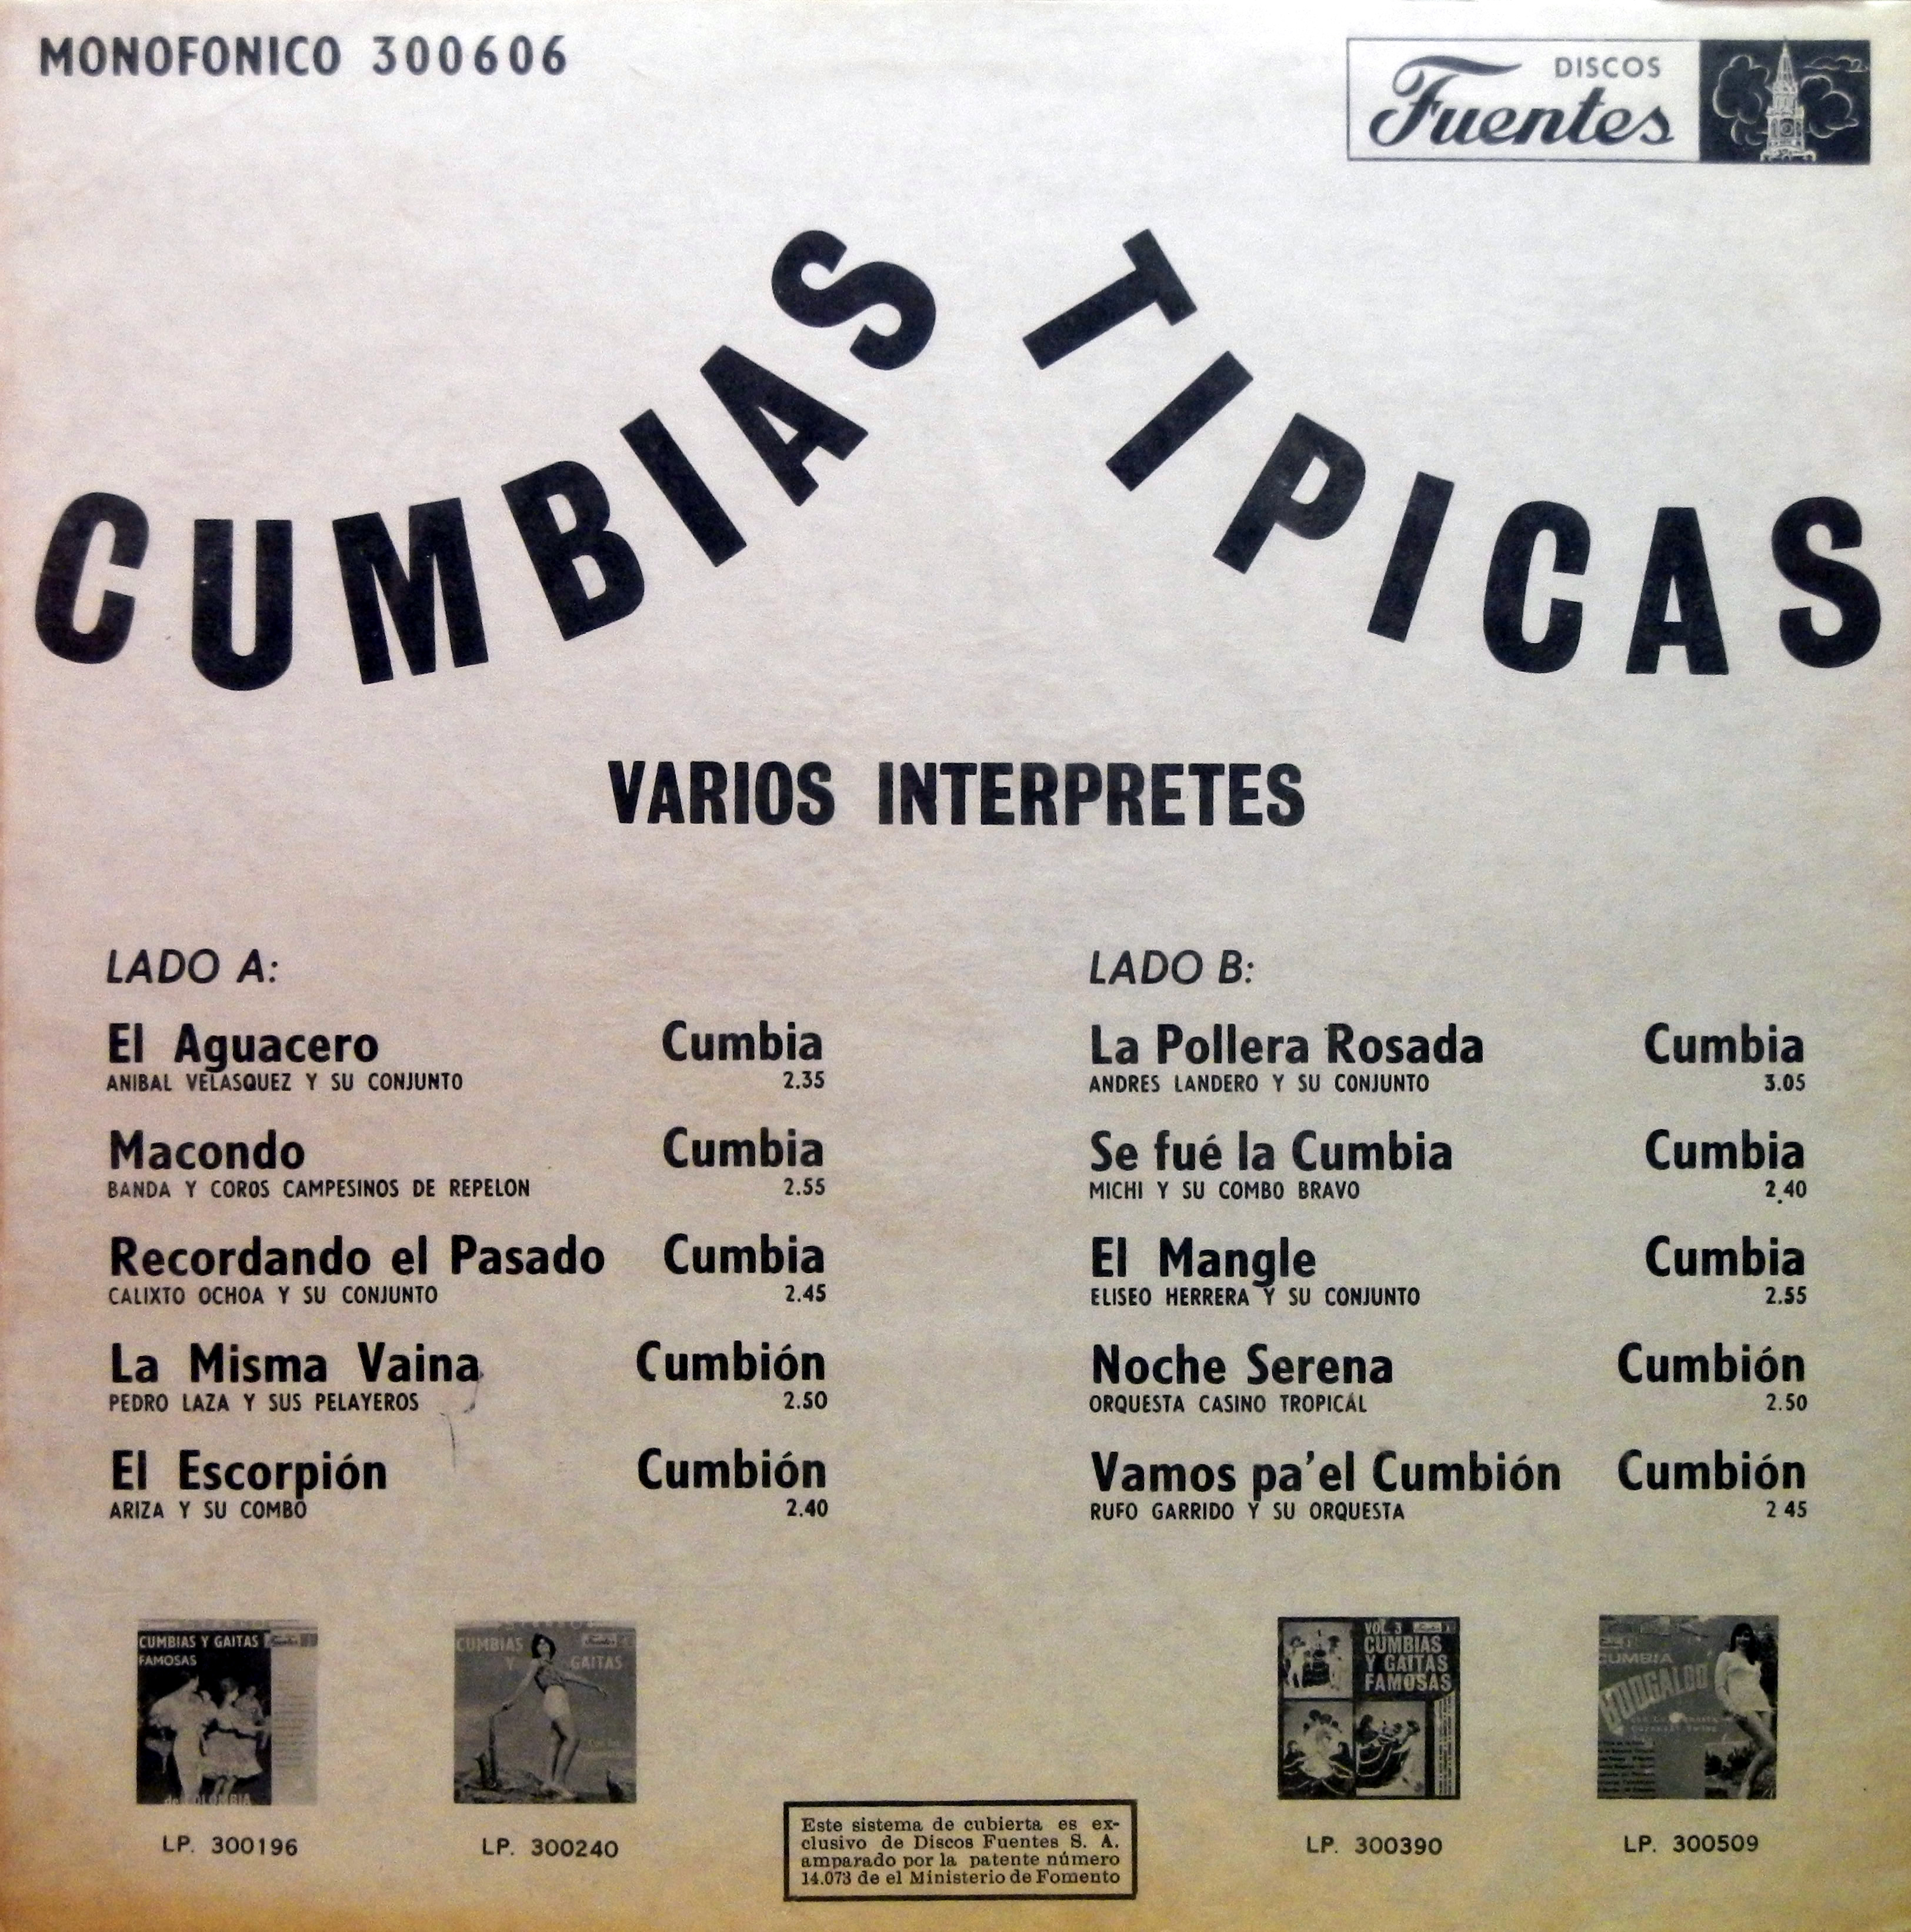 MONOFONICO 300606
DISCOS
Fuentes
CUMBIAS TIPICAS
VARIOS INTERPRETES
LADO A:
El Aguacero Cumbia
ANIBAL VELASQUEZ Y SU CONJUNTO 2.35
Macondo Cumbia
BANDA Y COROS CAMPESINOS DE REPELON 2.55
Recordando el Pasado Cumbia
CALIXTO OCHOA Y SU CONJUNTO 2.45
La Misma Vaina Cumbión
PEDRO LAZA Y SUS PELAYEROS 2.50
El Escorpión Cumbión
ARIZA Y SU COMBO 2.40
LADO B:
La Pollera Rosada Cumbia
ANDRES LANDERO Y SU CONJUNTO 3.05
Se fué la Cumbia Cumbia
MICHI Y SU COMBO BRAVO 2.40
El Mangle Cumbia
ELISEO HERRERA Y SU CONJUNTO 2.55
Noche Serena Cumbión
ORQUESTA CASINO TROPICAL 2.50
Vamos pa'el Cumbión Cumbión
RUFO GARRIDO Y SU ORQUESTA 2 45
CUMBIAS Y GAITAS
FAMOSAS
de COLOMBIA
LP. 300196
CUMBIAS
Y GAITAS
LP. 300240
Este sistema de cubierta es ex-
clusivo de Discos Fuentes S. A.
amparado por la patente número
14.073 de el Ministerio de Fomento
VOL. 3
CUMBIAS
Y GAITAS
FAMOSAS
LP. 300390
CUMBIA
BOOGALOO
LP. 300509